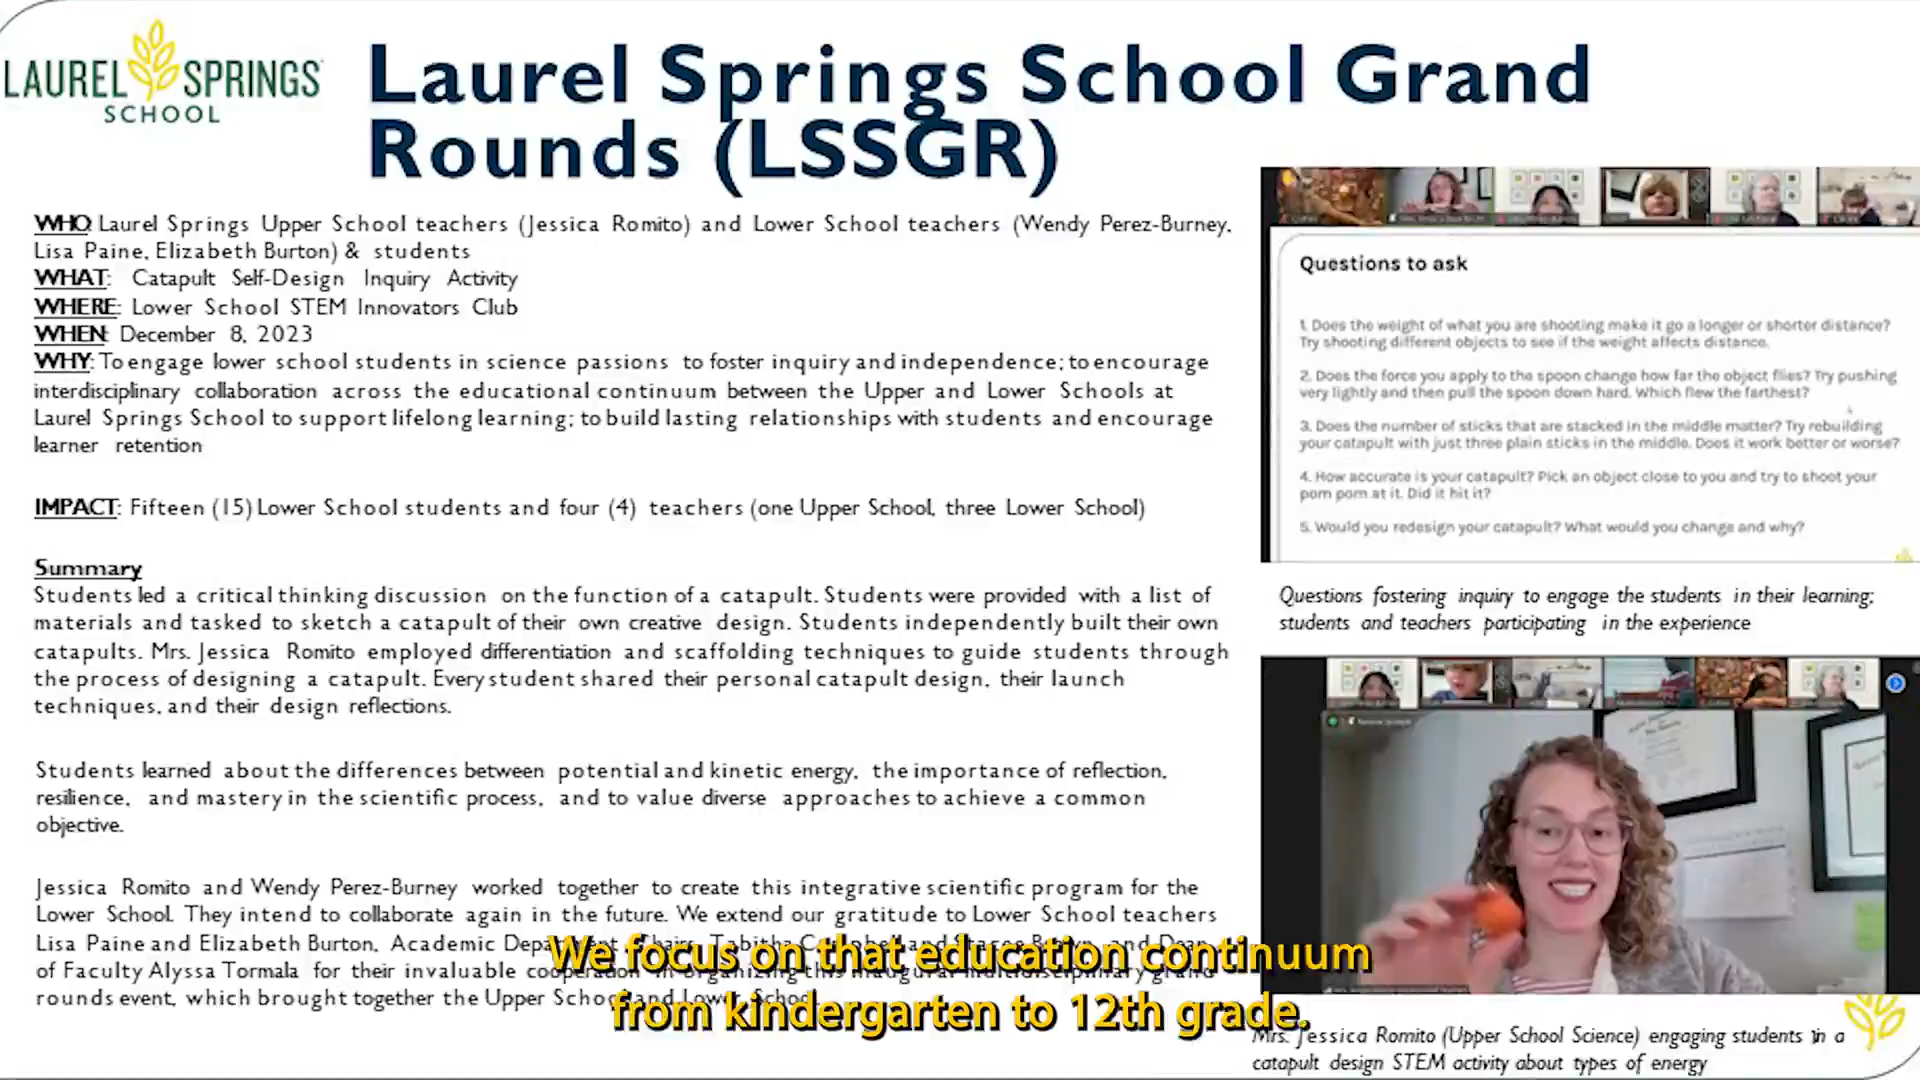 LAUREL SPRINGS
SCHOOL
Laurel Springs School Grand
Rounds (LSSGR)
WHO: Laurel Springs Upper School teachers (Jessica Romito) and Lower School teachers (Wendy Perez-Burney,
Lisa Paine, Elizabeth Burton) & students
WHAT: Catapult Self-Design Inquiry Activity
WHERE: Lower School STEM Innovators Club
WHEN: December 8, 2023
WHY: To engage lower school students in science passions to foster inquiry and independence; to encourage
interdisciplinary collaboration across the educational continuum between the Upper and Lower Schools at
Laurel Springs School to support lifelong learning; to build lasting relationships with students and encourage
learner retention
IMPACT: Fifteen (15) Lower School students and four (4) teachers (one Upper School, three Lower School)
Summary
Students led a critical thinking discussion on the function of a catapult. Students were provided with a list of
materials and tasked to sketch a catapult of their own creative design. Students independently built their own
catapults. Mrs. Jessica Romito employed differentiation and scaffolding techniques to guide students through
the process of designing a catapult. Every student shared their personal catapult design, their launch
techniques, and their design reflections.
Students learned about the differences between potential and kinetic energy, the importance of reflection,
resilience, and mastery in the scientific process, and to value diverse approaches to achieve a common
objective.
Jessica Romito and Wendy Perez-Burney worked together to create this integrative scientific program for the
Lower School. They intend to collaborate again in the future. We extend our gratitude to Lower School teachers
Lisa Paine and Elizabeth Burton, Academic Department Chairs Tabitha Campbell and Stacee Brown, and Dean
of Faculty Alyssa Tormala for their invaluable cooperation in organizing this inaugural multidisciplinary grand
rounds event, which brought together the Upper School and Lower School.
Questions to ask
1. Does the weight of what you are shooting make it go a longer or shorter distance?
Try shooting different objects to see if the weight affects distance.
2. Does the force you apply to the spoon change how far the object flies? Try pushing
very lightly and then pull the spoon down hard. Which flew the farthest?
3. Does the number of sticks that are stacked in the middle matter? Try rebuilding
your catapult with just three plain sticks in the middle. Does it work better or worse?
4. How accurate is your catapult? Pick an object close to you and try to shoot your
pom pom at it. Did it hit it?
5. Would you redesign your catapult? What would you change and why?
Questions fostering inquiry to engage the students in their learning;
students and teachers participating in the experience
Mrs. Jessica Romito (Upper School Science) engaging students in a
catapult design STEM activity about types of energy
We focus on that education continuum
from kindergarten to 12th grade.